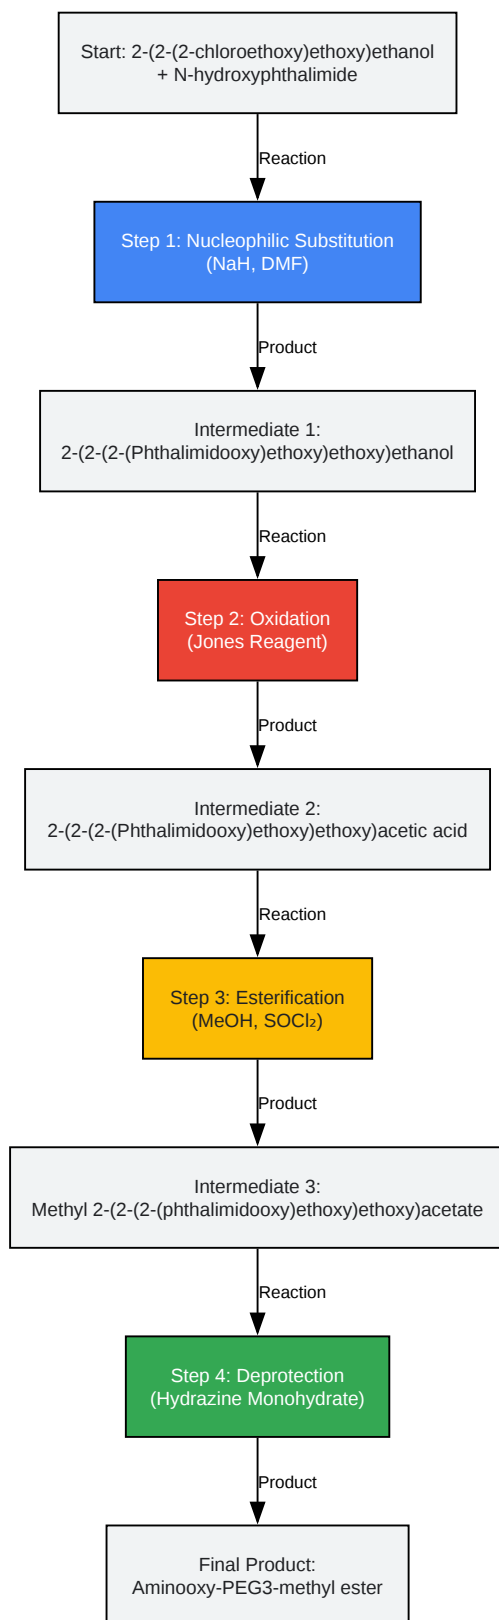 Start: 2-(2-(2-chloroethoxy)ethoxy)ethanol
+ N-hydroxyphthalimide
Reaction
Step 1: Nucleophilic Substitution
(NaH, DMF)
Product
Intermediate 1:
2-(2-(2-(Phthalimidooxy)ethoxy)ethoxy)ethanol
Reaction
Step 2: Oxidation
(Jones Reagent)
Product
Intermediate 2:
2-(2-(2-(Phthalimidooxy)ethoxy)ethoxy)acetic acid
Reaction
Step 3: Esterification
(MeOH, SOCl₂)
Product
Intermediate 3:
Methyl 2-(2-(2-(phthalimidooxy)ethoxy)ethoxy)acetate
Reaction
Step 4: Deprotection
(Hydrazine Monohydrate)
Product
Final Product:
Aminooxy-PEG3-methyl ester